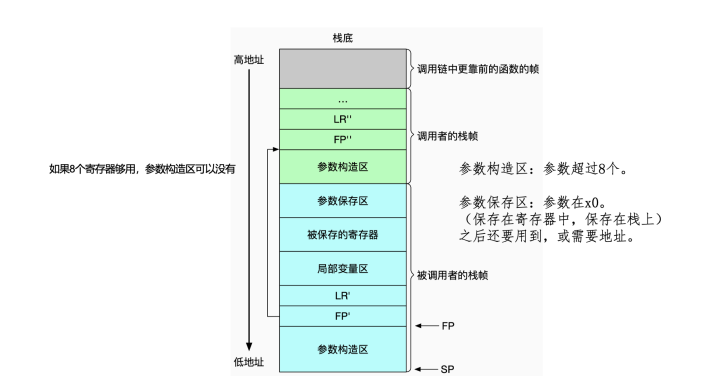 栈底
高地址
调用链中更靠前的函数的帧
...
LR''
调用者的栈帧
FP''
如果8个寄存器够用，参数构造区可以没有
参数构造区
参数构造区：参数超过8个。
参数保存区
参数保存区：参数在x0。
（保存在寄存器中，保存在栈上）
被保存的寄存器
之后还要用到，或需要地址。
局部变量区
被调用者的栈帧
LR'
FP'
FP
参数构造区
低地址
SP